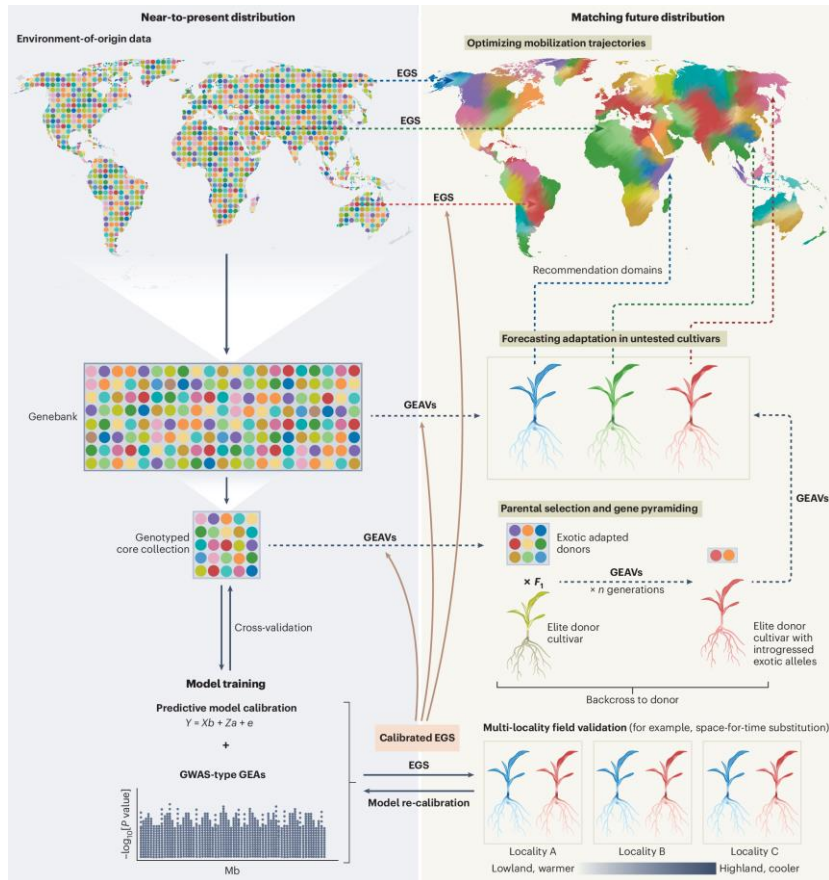 Near-to-present distribution
Matching future distribution
Environment-of-origin data
Optimizing mobilization trajectories
EGS
EGS
EGS
Recommendation domains
Forecasting adaptation in untested cultivars
Genebank
GEAVs
GEAVs
Parental selection and gene pyramiding
Genotyped
core collection
GEAVs
Exotic adapted
donors
GEAVs
× F1
× n generations
Cross-validation
Elite donor
cultivar
Elite donor
cultivar with
introgressed
exotic alleles
Model training
Backcross to donor
Predictive model calibration
Y = Xb + Za + e
+
Calibrated EGS
Multi-locality field validation (for example, space-for-time substitution)
GWAS-type GEAs
EGS
Model re-calibration
–log10[P value]
Mb
Locality A
Locality B
Locality C
Lowland, warmer
Highland, cooler